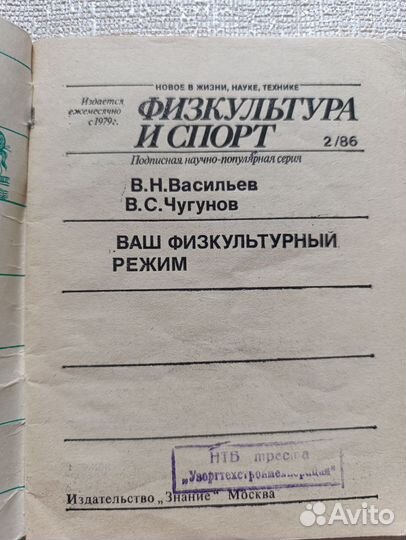 НОВОЕ В ЖИЗНИ, НАУКЕ, ТЕХНИКЕ
Издается
ежемесячно
с 1979 г.
ФИЗКУЛЬТУРА
И СПОРТ
2/86
Подписная научно-популярная серия
В.Н.Васильев
В.С.Чугунов
ВАШ ФИЗКУЛЬТУРНЫЙ
РЕЖИМ
НТБ треста
Издательство „Знание" Москва
Avito